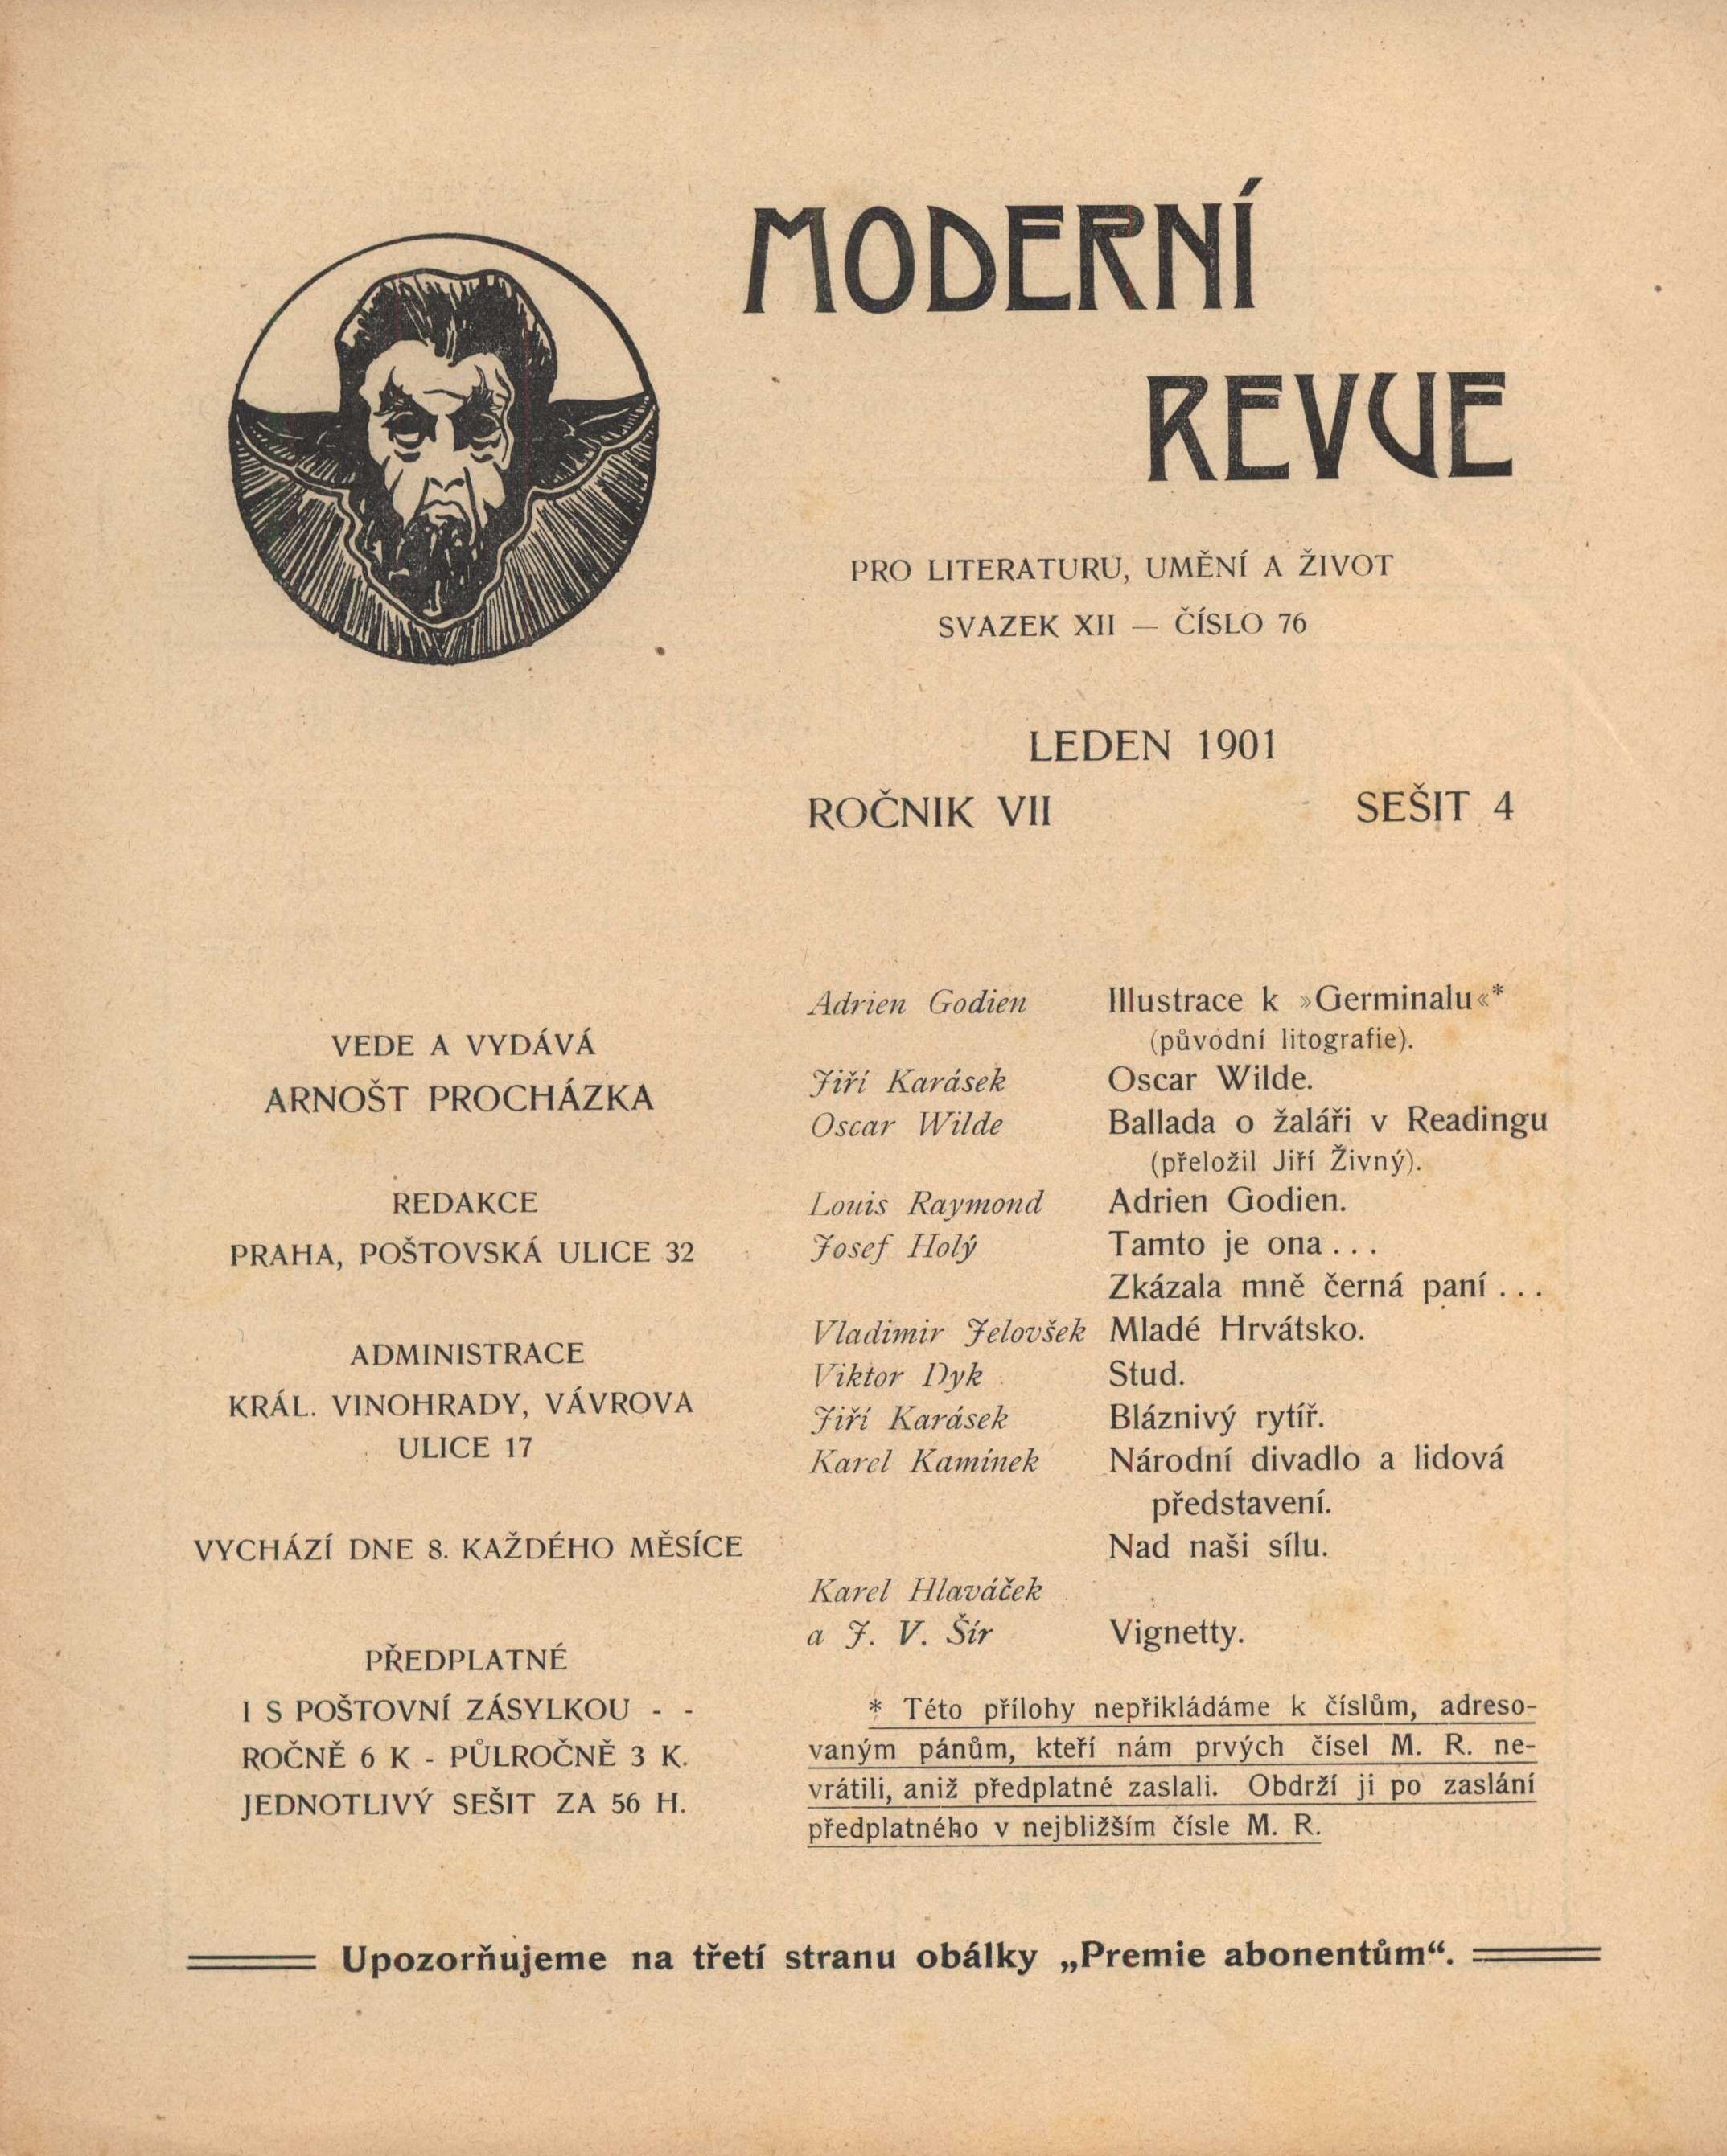 MODERNÍ
REVUE
PRO LITERATURU, UMĚNÍ A ŽIVOT
SVAZEK XII — ČÍSLO 76
LEDEN 1901
ROČNIK VII SEŠIT 4
VEDE A VYDÁVÁ
ARNOŠT PROCHÁZKA
REDAKCE
PRAHA, POŠTOVSKÁ ULICE 32
ADMINISTRACE
KRÁL. VINOHRADY, VÁVROVA
ULICE 17
VYCHÁZÍ DNE 8. KAŽDÉHO MĚSÍCE
PŘEDPLATNÉ
I S POŠTOVNÍ ZÁSYLKOU - -
ROČNĚ 6 K - PŮLROČNĚ 3 K.
JEDNOTLIVÝ SEŠIT ZA 56 H.
Adrien Godien Illustrace k »Germinalu«*
(původní litografie).
Jiří Karásek Oscar Wilde.
Oscar Wilde Ballada o žaláři v Readingu
(přeložil Jiří Živný).
Louis Raymond Adrien Godien.
Josef Holý Tamto je ona . . .
Zkázala mně černá paní . . .
Vladimir Jelovšek Mladé Hrvátsko.
Viktor Dyk Stud.
Jiří Karásek Bláznivý rytíř.
Karel Kamínek Národní divadlo a lidová
představení.
Nad naši sílu.
Karel Hlaváček
a J. V. Šír Vignetty.
* Této přílohy nepřikládáme k číslům, adreso-
vaným pánům, kteří nám prvých čísel M. R. ne-
vrátili, aniž předplatné zaslali. Obdrží ji po zaslání
předplatného v nejbližším čísle M. R.
Upozorňujeme na třetí stranu obálky „Premie abonentům“.